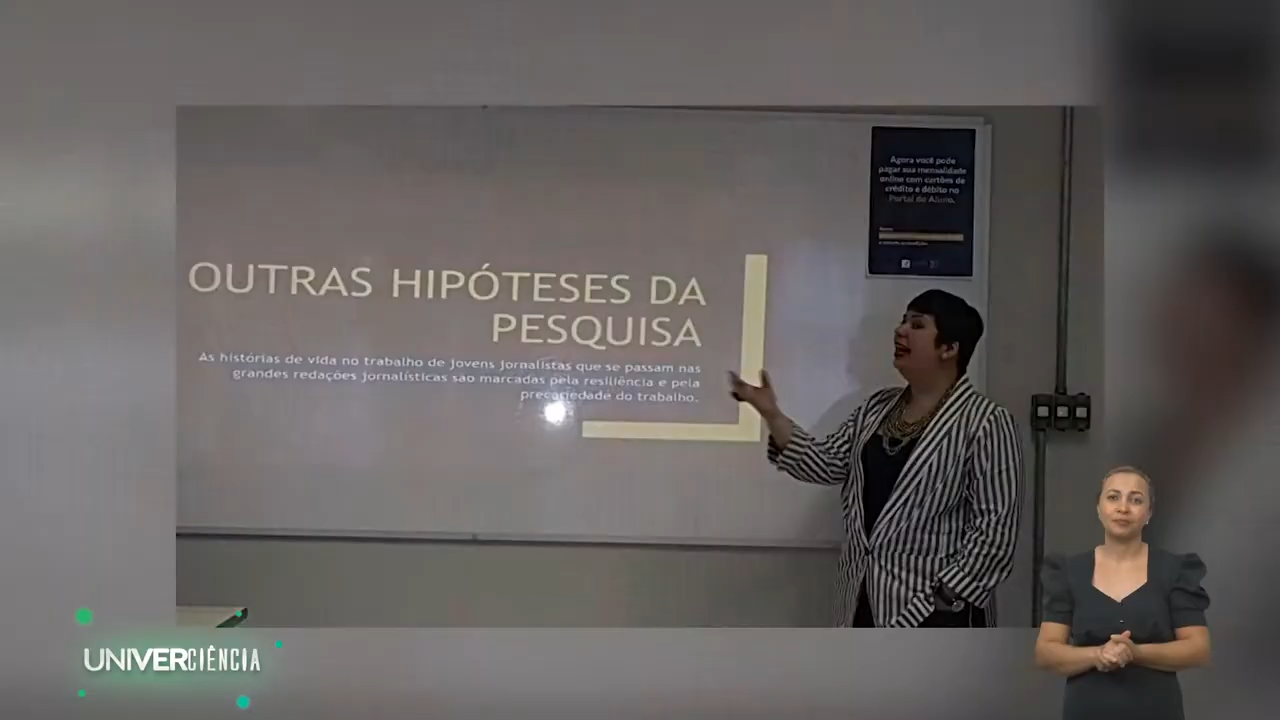 Agora você pode
pagar sua mensalidade
online com cartões de
crédito e débito no
Portal do Aluno.
OUTRAS HIPÓTESES DA
PESQUISA
As histórias de vida no trabalho de jovens jornalistas que se passam nas
grandes redações jornalísticas são marcadas pela resiliência e pela
precariedade do trabalho.
UNIVERCIÊNCIA